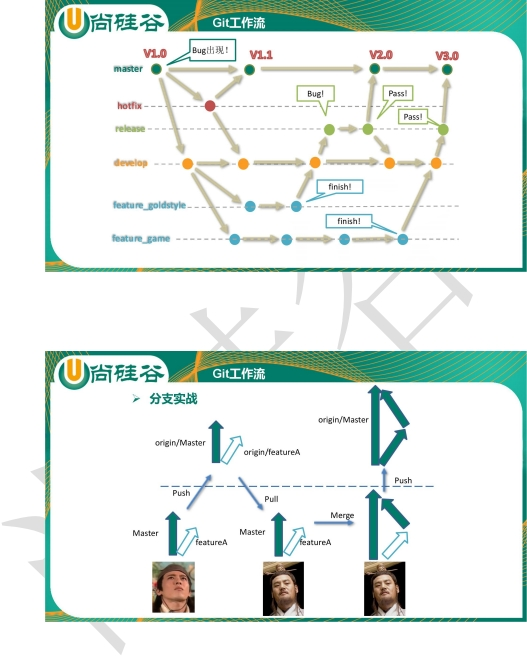 尚硅谷
Git工作流
V1.0
Bug出现！
V1.1
V2.0
V3.0
master
Bug!
Pass!
hotfix
Pass!
release
develop
finish!
feature_goldstyle
finish!
feature_game
尚硅谷
Git工作流
➢ 分支实战
origin/Master
origin/Master
origin/featureA
Push
Push
Pull
Merge
Master
featureA
Master
featureA